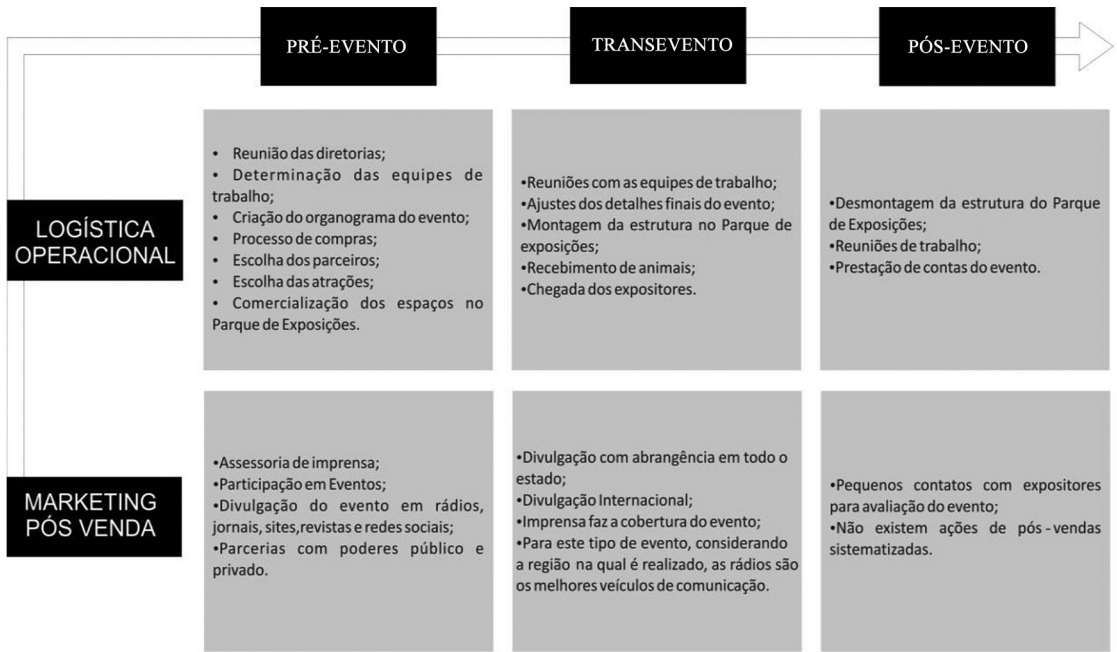 PRÉ-EVENTO
TRANSEVENTO
PÓS-EVENTO
LOGÍSTICA
OPERACIONAL
• Reunião das diretorias;
• Determinação das equipes de
trabalho;
• Criação do organograma do evento;
• Processo de compras;
• Escolha dos parceiros;
• Escolha das atrações;
• Comercialização dos espaços no
Parque de Exposições.
•Reuniões com as equipes de trabalho;
•Ajustes dos detalhes finais do evento;
•Montagem da estrutura no Parque de
exposições;
•Recebimento de animais;
•Chegada dos expositores.
•Desmontagem da estrutura do Parque
de Exposições;
•Reuniões de trabalho;
•Prestação de contas do evento.
MARKETING
PÓS VENDA
•Assessoria de imprensa;
•Participação em Eventos;
•Divulgação do evento em rádios,
jornais, sites,revistas e redes sociais;
•Parcerias com poderes público e
privado.
•Divulgação com abrangência em todo o
estado;
•Divulgação Internacional;
•Imprensa faz a cobertura do evento;
•Para este tipo de evento, considerando
a região na qual é realizado, as rádios são
os melhores veículos de comunicação.
•Pequenos contatos com expositores
para avaliação do evento;
•Não existem ações de pós-vendas
sistematizadas.